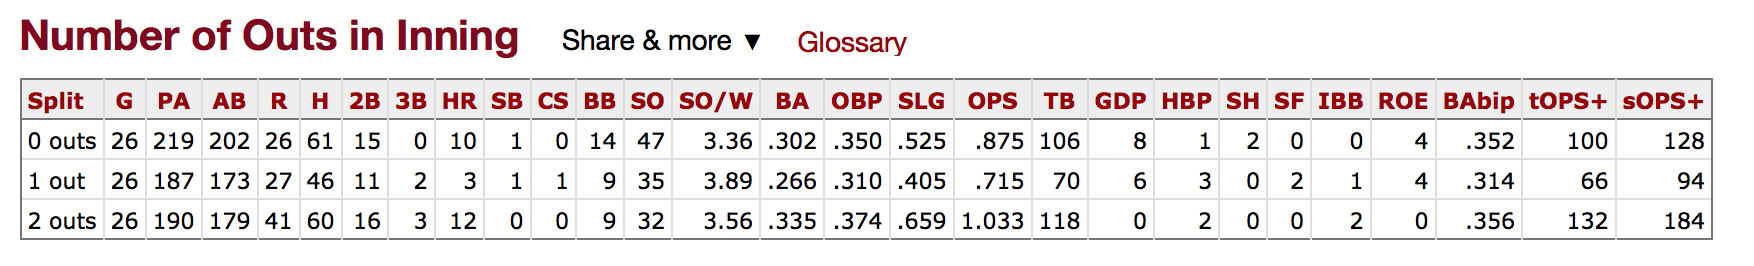 Number of Outs in Inning Share & more ▼ Glossary
Split G PA AB R H 2B 3B HR SB CS BB SO SO/W BA OBP SLG OPS TB GDP HBP SH SF IBB ROE BAbip tOPS+ sOPS+
0 outs 26 219 202 26 61 15 0 10 1 0 14 47 3.36 .302 .350 .525 .875 106 8 1 2 0 0 4 .352 100 128
1 out 26 187 173 27 46 11 2 3 1 1 9 35 3.89 .266 .310 .405 .715 70 6 3 0 2 1 4 .314 66 94
2 outs 26 190 179 41 60 16 3 12 0 0 9 32 3.56 .335 .374 .659 1.033 118 0 2 0 0 2 0 .356 132 184